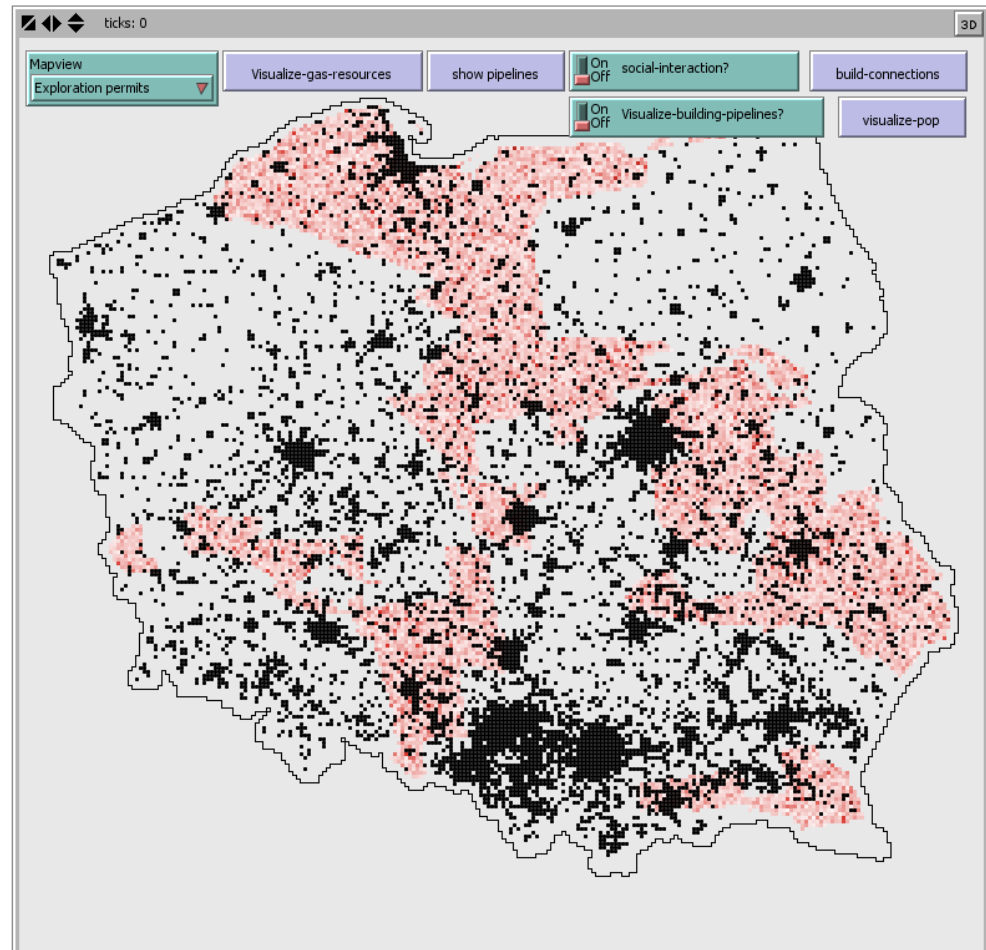 ticks: 0
3D
Mapview
Exploration permits
Visualize-gas-resources
show pipelines
On
Off
social-interaction?
build-connections
On
Off
Visualize-building-pipelines?
visualize-pop